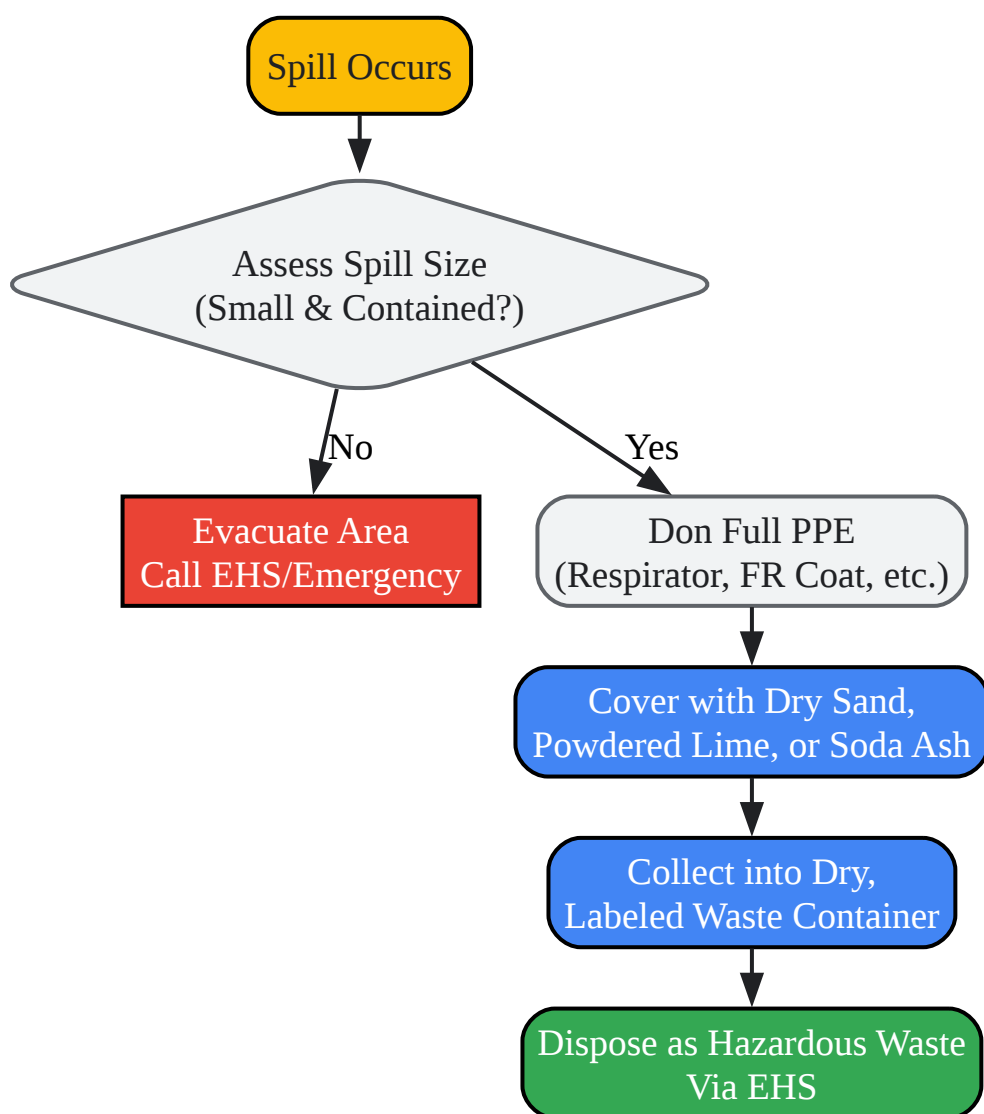 Spill Occurs
Assess Spill Size
(Small & Contained?)
No
Yes
Evacuate Area
Call EHS/Emergency
Don Full PPE
(Respirator, FR Coat, etc.)
Cover with Dry Sand,
Powdered Lime, or Soda Ash
Collect into Dry,
Labeled Waste Container
Dispose as Hazardous Waste
Via EHS